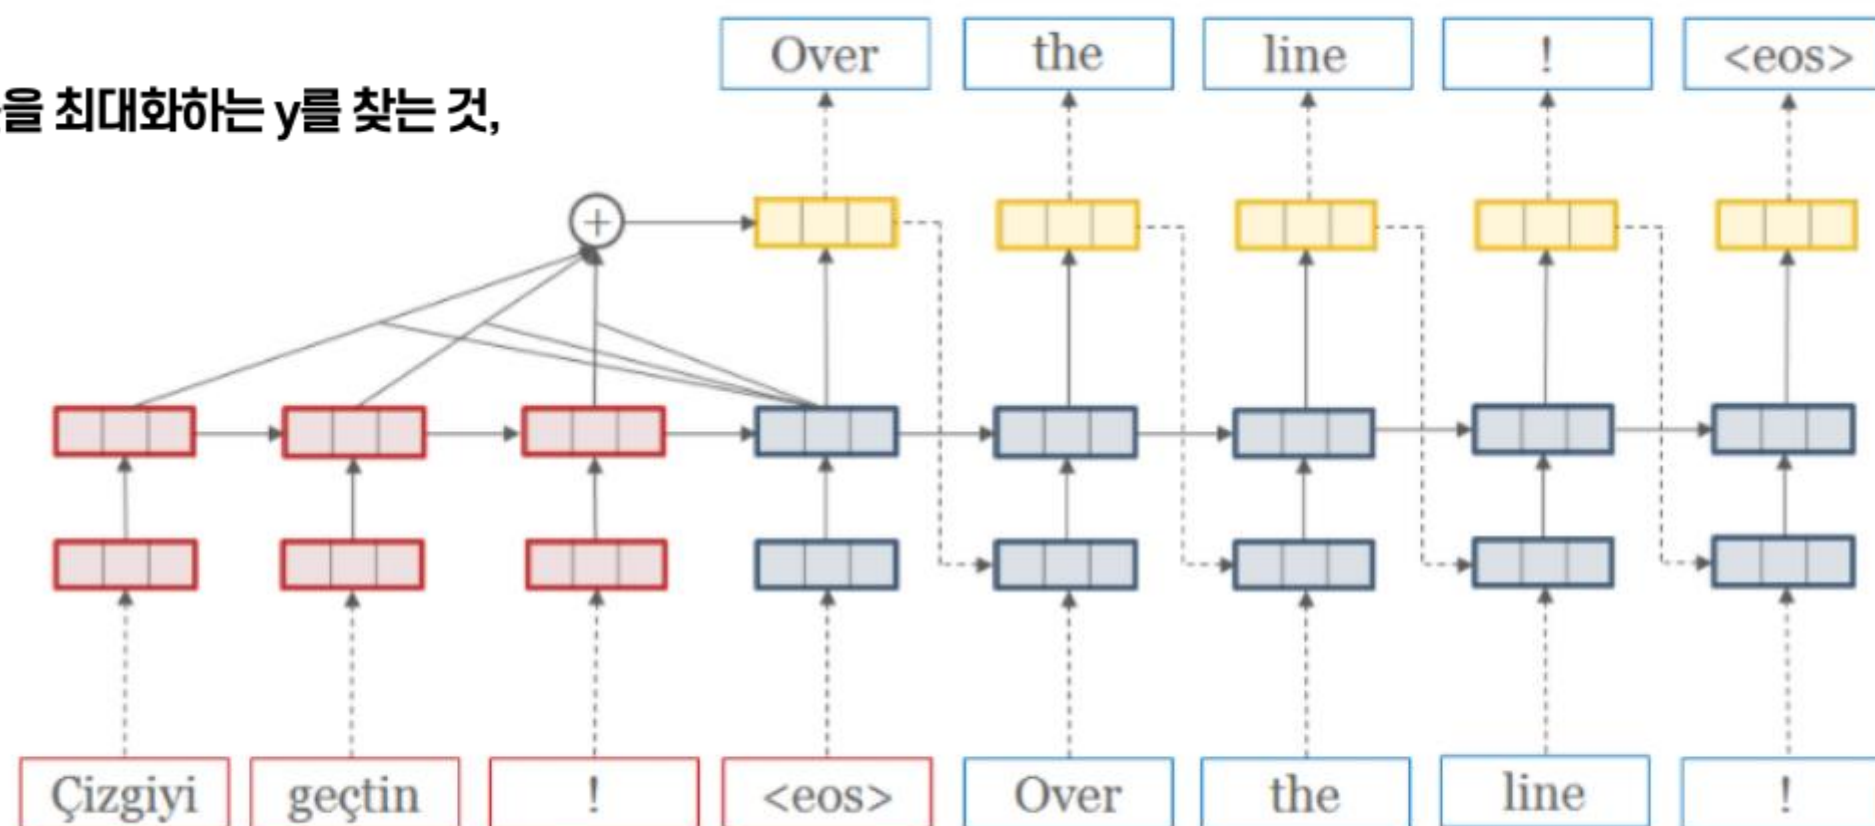 Over the line ! <eos>
을 최대화하는 y를 찾는 것,
+
Çizgiyi geçtin ! <eos> Over the line !